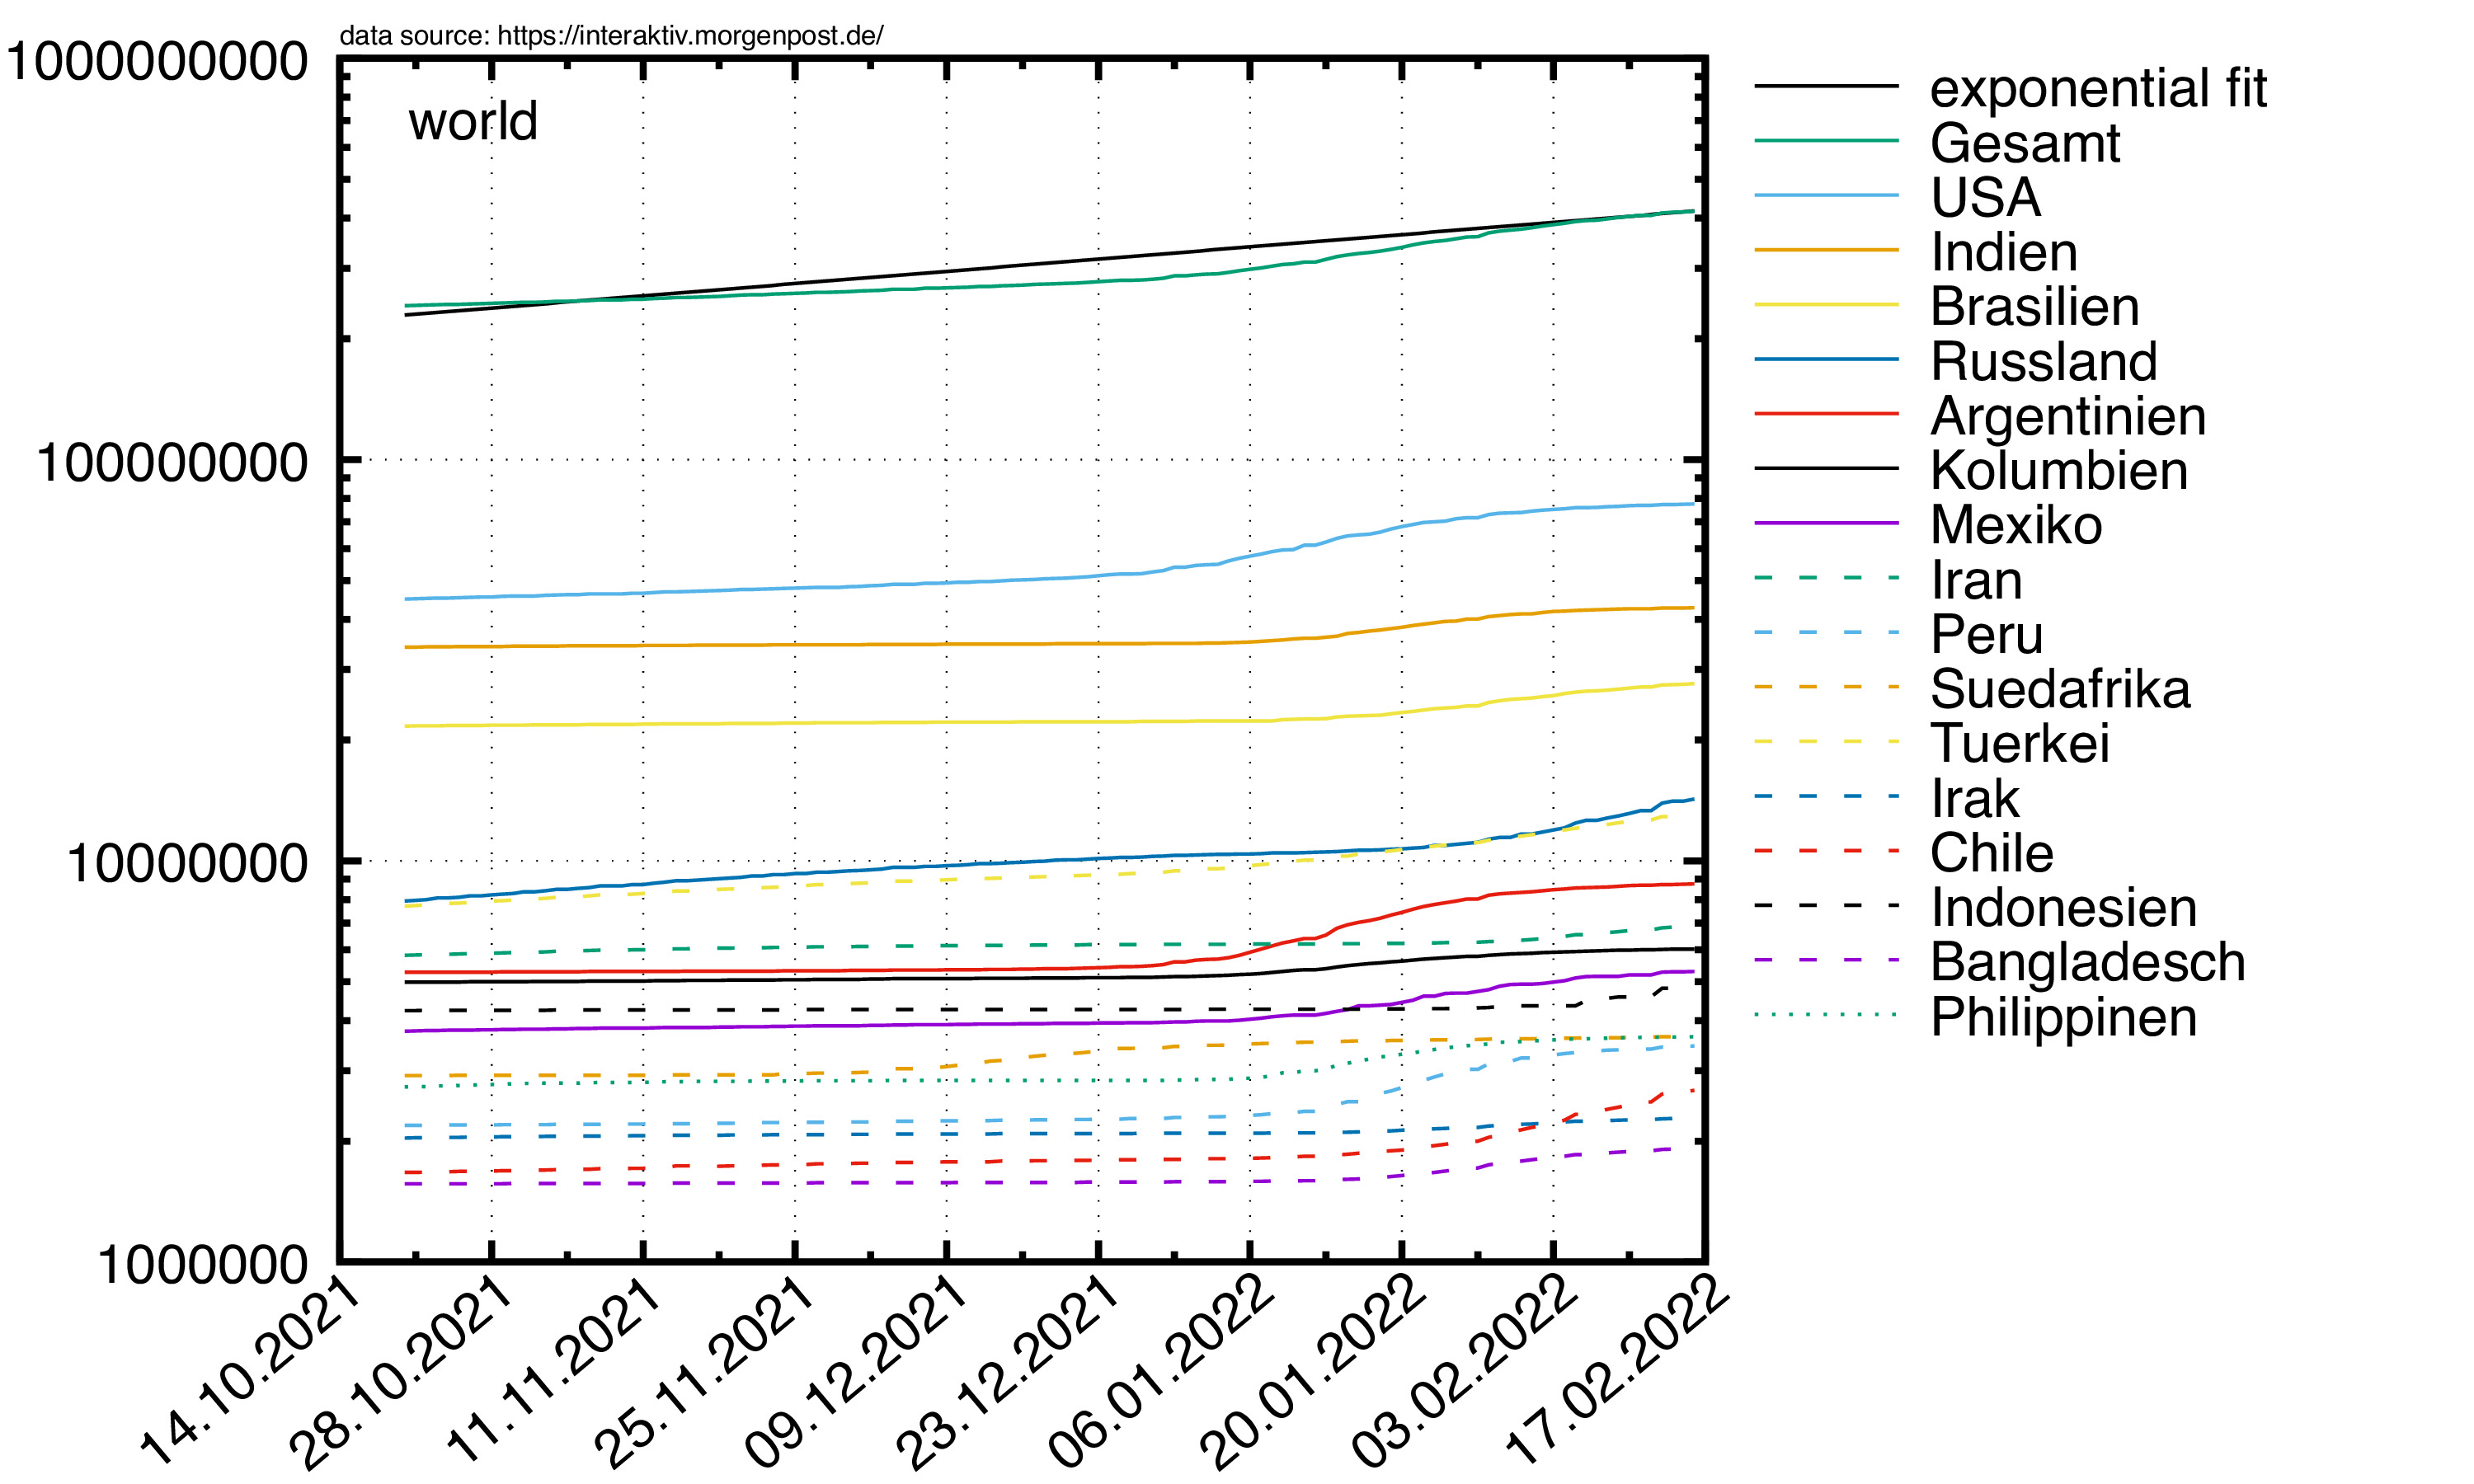 data source: https://interaktiv.morgenpost.de/
1000000000
100000000
10000000
1000000
world
14.10.2021
28.10.2021
11.11.2021
25.11.2021
09.12.2021
23.12.2021
06.01.2022
20.01.2022
03.02.2022
17.02.2022
exponential fit
Gesamt
USA
Indien
Brasilien
Russland
Argentinien
Kolumbien
Mexiko
Iran
Peru
Suedafrika
Tuerkei
Irak
Chile
Indonesien
Bangladesch
Philippinen